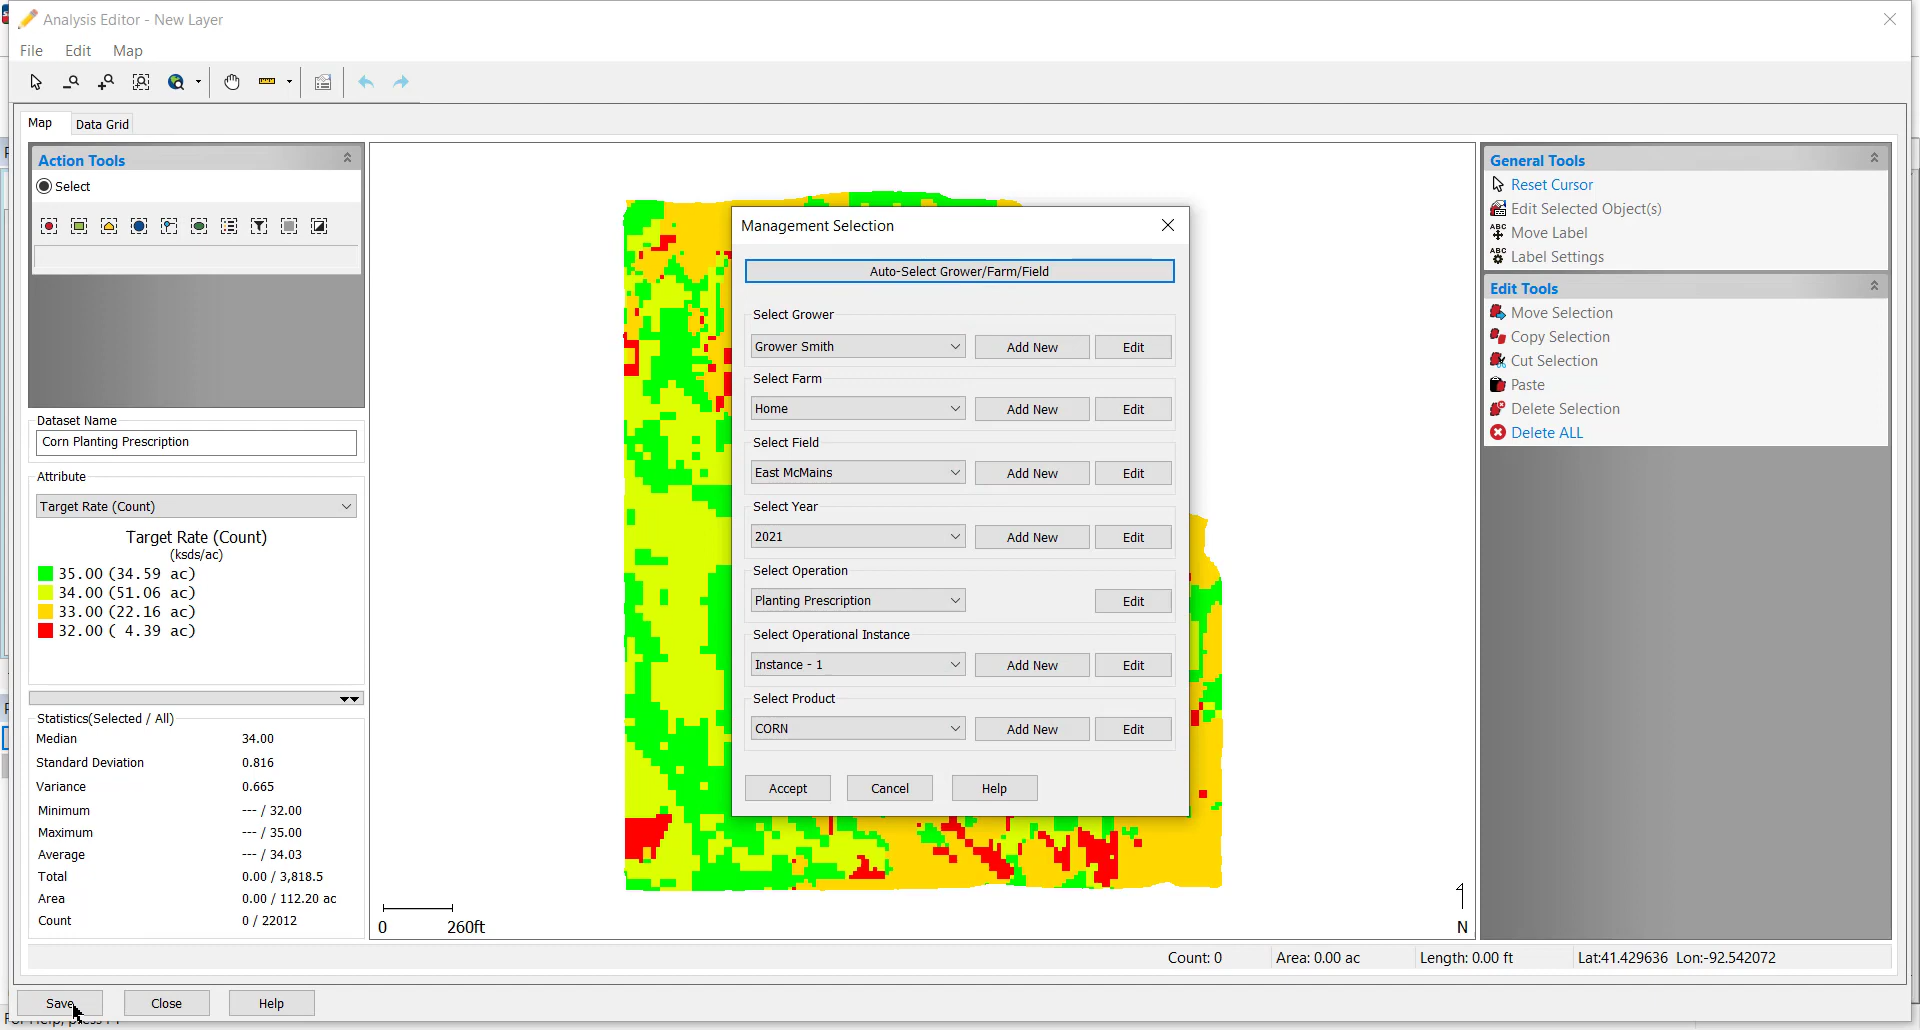 Analysis Editor - New Layer
File Edit Map
Map Data Grid
Action Tools
Select
Dataset Name
Corn Planting Prescription
Attribute
Target Rate (Count)
Target Rate (Count)
(ksds/ac)
35.00 (34.59 ac)
34.00 (51.06 ac)
33.00 (22.16 ac)
32.00 ( 4.39 ac)
Statistics(Selected / All)
Median 34.00
Standard Deviation 0.816
Variance 0.665
Minimum --- / 32.00
Maximum --- / 35.00
Average --- / 34.03
Total 0.00 / 3,818.5
Area 0.00 / 112.20 ac
Count 0 / 22012
0 260ft
N
Management Selection
Auto-Select Grower/Farm/Field
Select Grower
Grower Smith Add New Edit
Select Farm
Home Add New Edit
Select Field
East McMains Add New Edit
Select Year
2021 Add New Edit
Select Operation
Planting Prescription Edit
Select Operational Instance
Instance - 1 Add New Edit
Select Product
CORN Add New Edit
Accept Cancel Help
General Tools
Reset Cursor
Edit Selected Object(s)
ABC Move Label
ABC Label Settings
Edit Tools
Move Selection
Copy Selection
Cut Selection
Paste
Delete Selection
Delete ALL
Count: 0 Area: 0.00 ac Length: 0.00 ft Lat:41.429636 Lon:-92.542072
Save Close Help